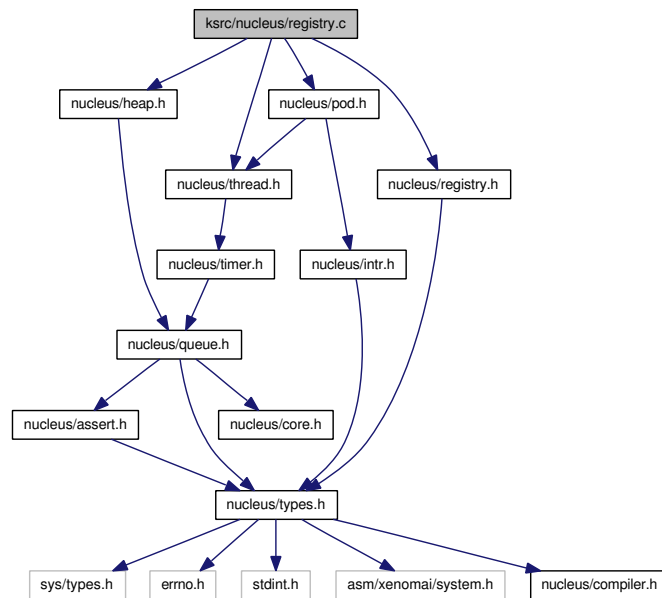 ksrc/nucleus/registry.c
nucleus/heap.h
nucleus/pod.h
nucleus/thread.h
nucleus/registry.h
nucleus/timer.h
nucleus/intr.h
nucleus/queue.h
nucleus/assert.h
nucleus/core.h
nucleus/types.h
sys/types.h
errno.h
stdint.h
asm/xenomai/system.h
nucleus/compiler.h